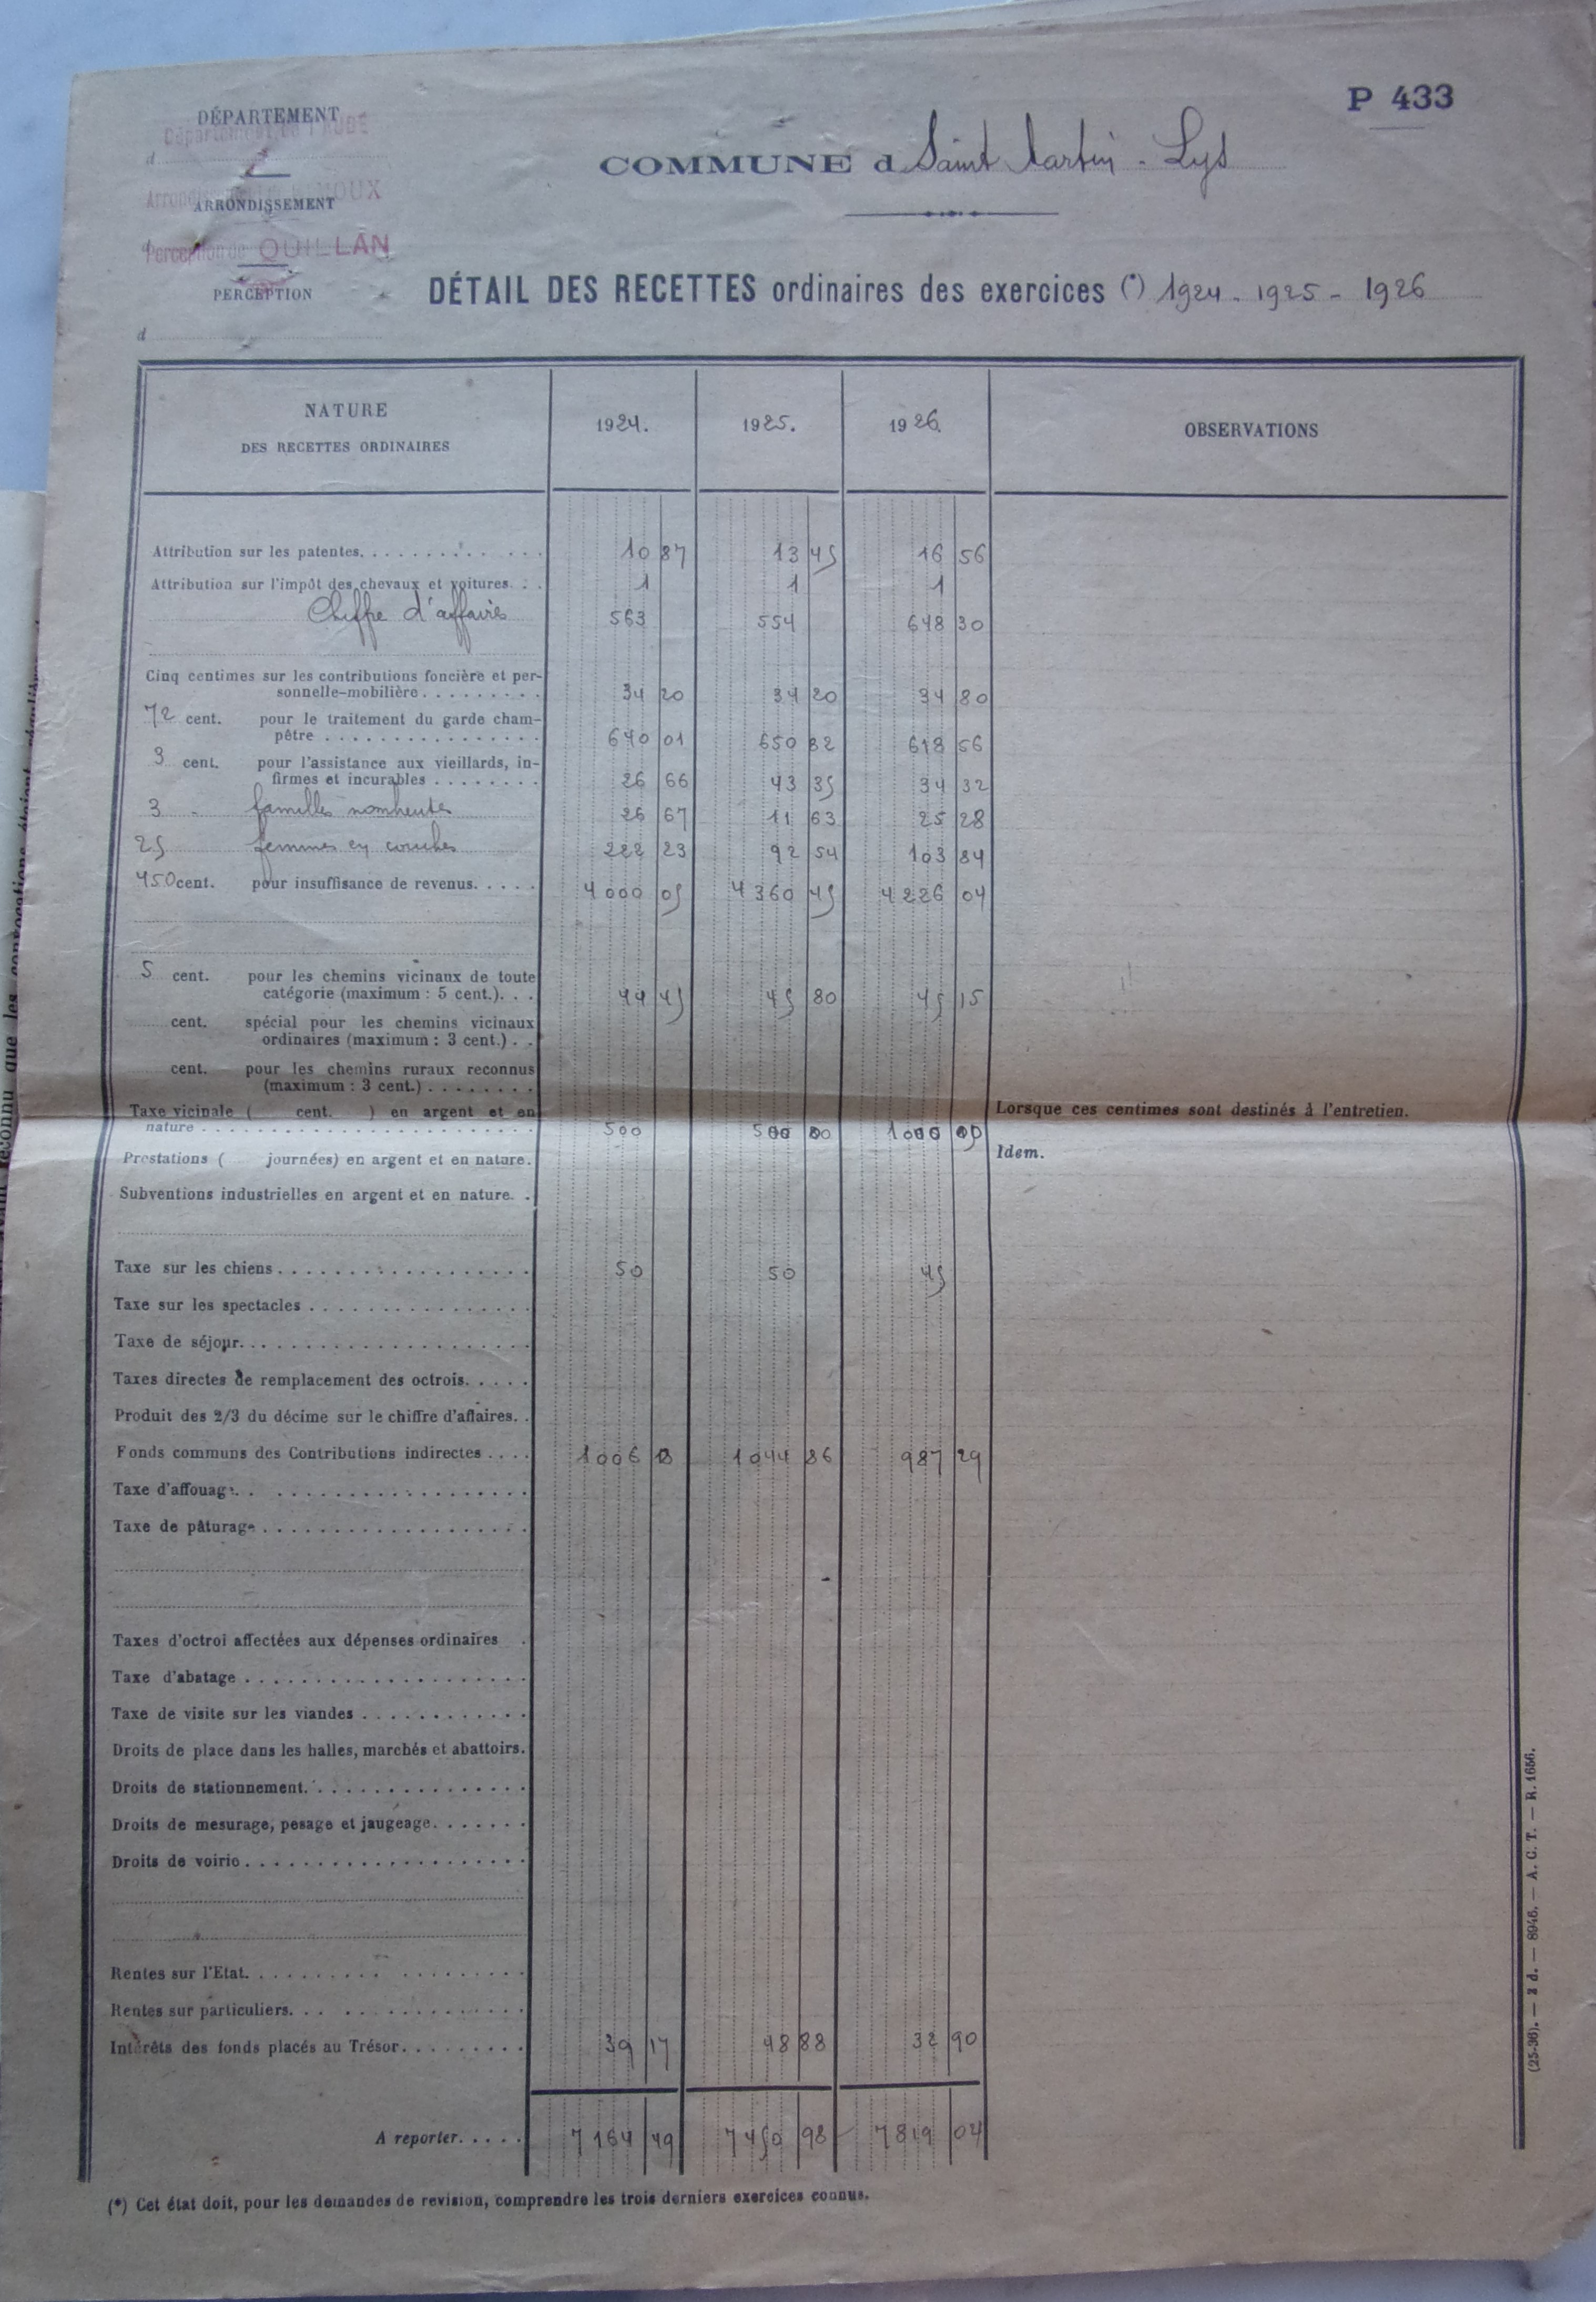 P 433
DÉPARTEMENT
Département de l'AUDE
d
COMMUNE d Saint Martin - Lys
Arrondissement de LIMOUX
ARRONDISSEMENT
d
Perception de QUILLAN
PERCEPTION
d
DÉTAIL DES RECETTES ordinaires des exercices (*) 1924 - 1925 - 1926
NATURE
DES RECETTES ORDINAIRES
1924. 1925. 1926. OBSERVATIONS
Attribution sur les patentes. 10 87 13 45 16 56
Attribution sur l'impôt des chevaux et voitures. 1 1 1
Chiffre d'affaires 563 554 648 30
Cinq centimes sur les contributions foncière et per-
sonnelle-mobilière 34 20 34 20 34 80
72 cent. pour le traitement du garde cham-
pêtre 640 01 650 82 618 56
3 cent. pour l'assistance aux vieillards, in-
firmes et incurables 26 66 43 35 34 32
3 - familles nombeuses 26 67 11 63 25 28
25 femmes en couches 222 23 92 54 103 84
450 cent. pour insuffisance de revenus. 4000 05 4360 45 4226 04
5 cent. pour les chemins vicinaux de toute
catégorie (maximum : 5 cent.). 44 45 45 80 45 15
cent. spécial pour les chemins vicinaux
ordinaires (maximum : 3 cent.)
cent. pour les chemins ruraux reconnus
(maximum : 3 cent.)
Taxe vicinale ( cent. ) en argent et en Lorsque ces centimes sont destinés à l'entretien.
nature 500 500 00 1000
Prestations ( journées) en argent et en nature. Idem.
Subventions industrielles en argent et en nature.
Taxe sur les chiens 50 50 45
Taxe sur les spectacles
Taxe de séjour.
Taxes directes de remplacement des octrois.
Produit des 2/3 du décime sur le chiffre d'affaires.
Fonds communs des Contributions indirectes 1006 18 1044 86 987 29
Taxe d'affouage.
Taxe de pâturage
Taxes d'octroi affectées aux dépenses ordinaires
Taxe d'abatage
Taxe de visite sur les viandes
Droits de place dans les halles, marchés et abattoirs.
Droits de stationnement.
Droits de mesurage, pesage et jaugeage.
Droits de voirie
Rentes sur l'Etat.
Rentes sur particuliers.
Intérêts des fonds placés au Trésor. 39 17 48 88 32 90
A reporter. 7164 49 7450 98 7819 04
(*) Cet état doit, pour les demandes de revision, comprendre les trois derniers exercices connus.
(25-36). — 2 d. — 8946. — A. C. T. — R. 1656.